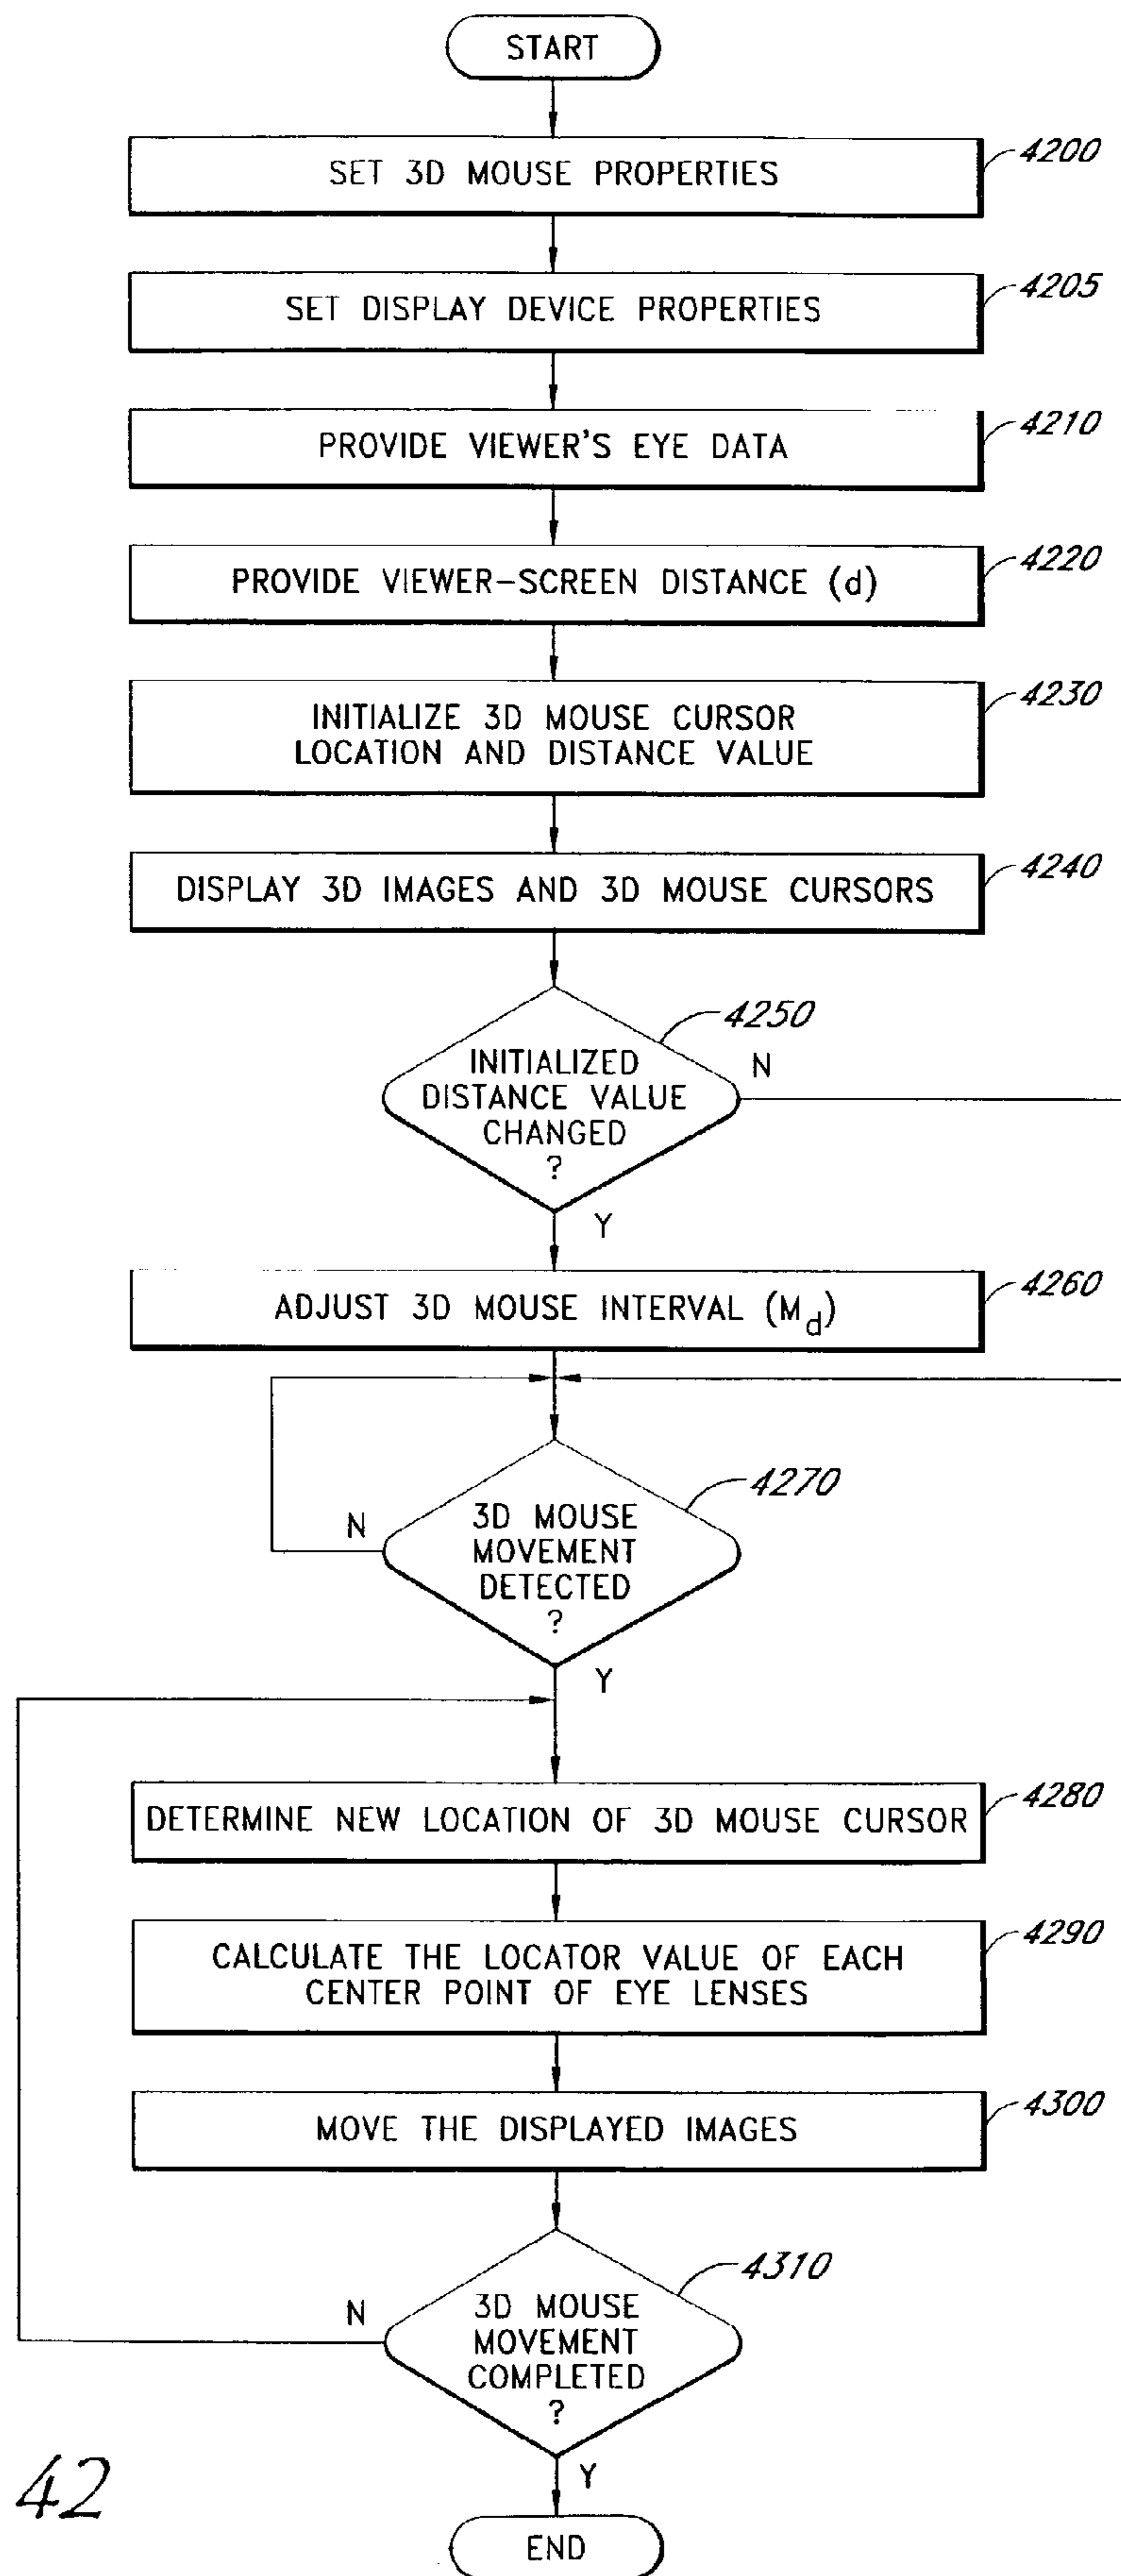 START
SET 3D MOUSE PROPERTIES
4200
SET DISPLAY DEVICE PROPERTIES
4205
PROVIDE VIEWER'S EYE DATA
4210
PROVIDE VIEWER-SCREEN DISTANCE (d)
4220
INITIALIZE 3D MOUSE CURSOR
LOCATION AND DISTANCE VALUE
4230
DISPLAY 3D IMAGES AND 3D MOUSE CURSORS
4240
4250
INITIALIZED
DISTANCE VALUE
CHANGED
?
N
Y
ADJUST 3D MOUSE INTERVAL (Md)
4260
4270
3D MOUSE
MOVEMENT
DETECTED
?
N
Y
DETERMINE NEW LOCATION OF 3D MOUSE CURSOR
4280
CALCULATE THE LOCATOR VALUE OF EACH
CENTER POINT OF EYE LENSES
4290
MOVE THE DISPLAYED IMAGES
4300
4310
3D MOUSE
MOVEMENT
COMPLETED
?
N
Y
42
END